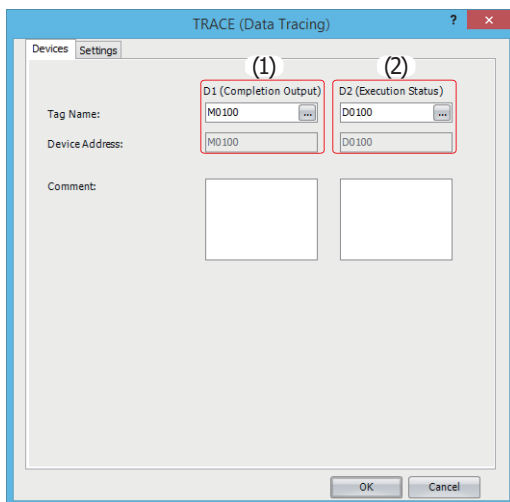 TRACE (Data Tracing)
?
×
Devices
Settings
(1)
(2)
D1 (Completion Output)
D2 (Execution Status)
Tag Name:
M0100
...
D0100
...
Device Address:
M0100
D0100
Comment:
OK
Cancel